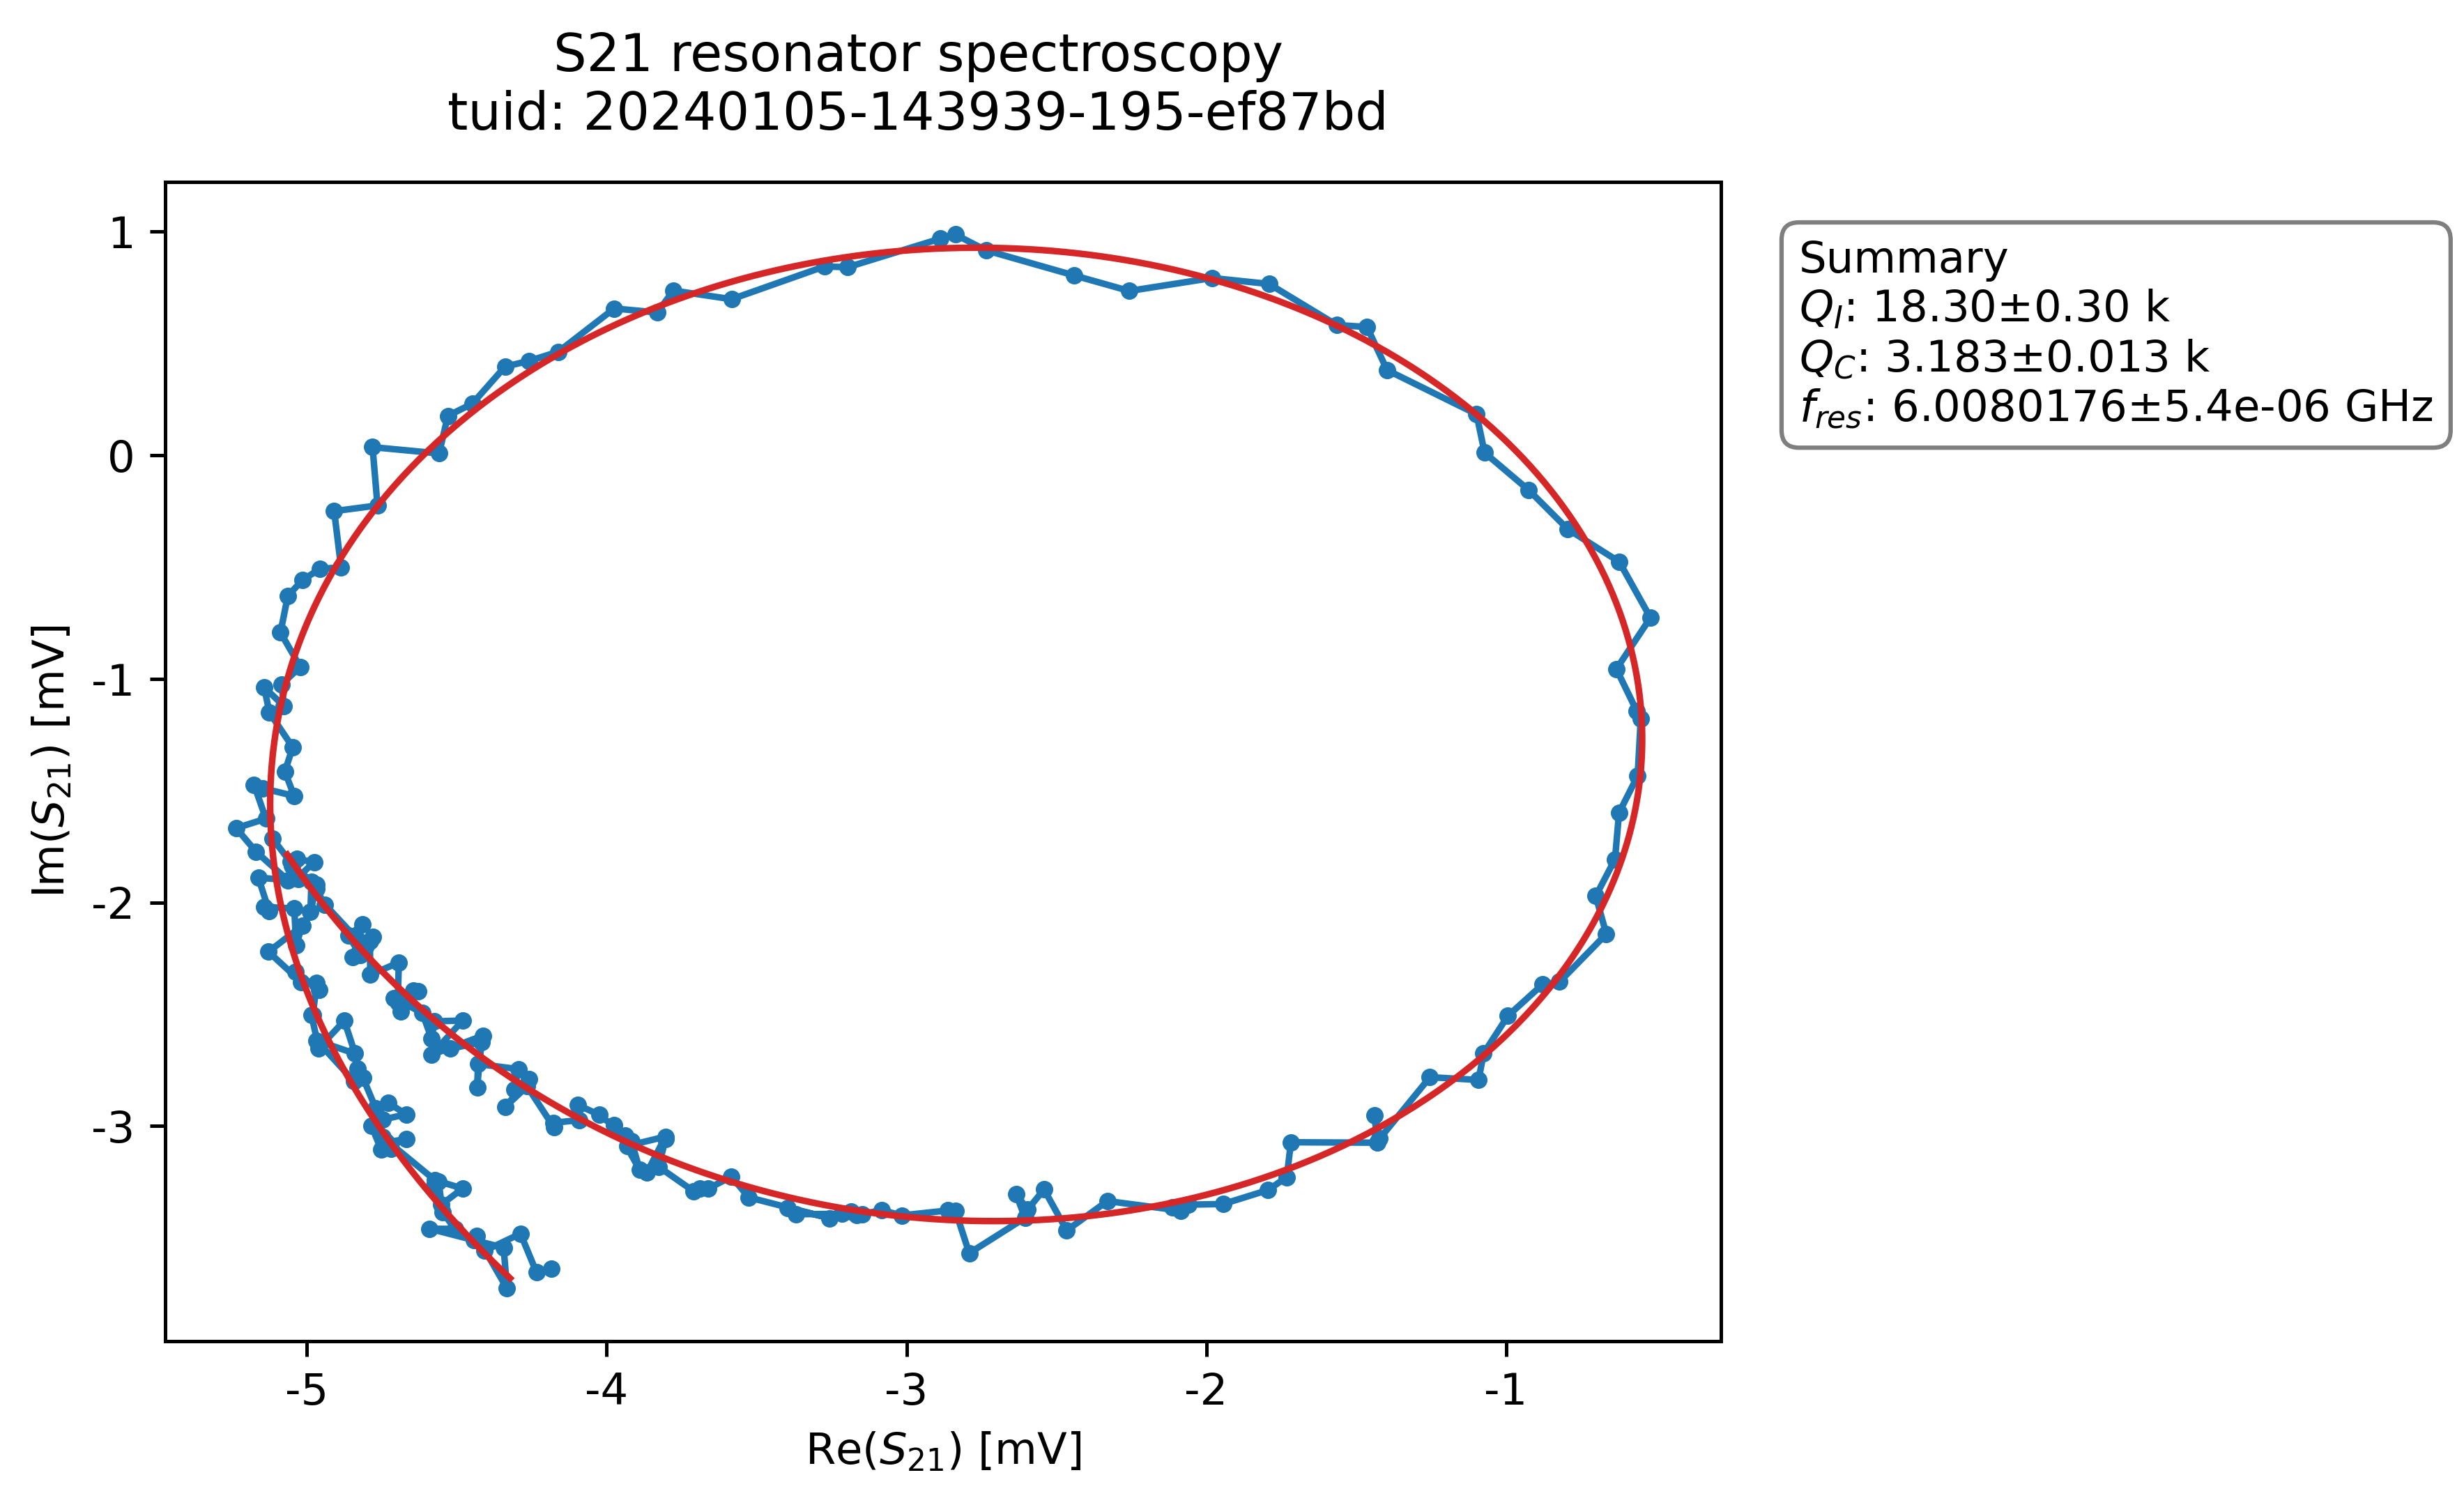 S21 resonator spectroscopy
tuid: 20240105-143939-195-ef87bd
Summary
Q_I: 18.30±0.30 k
Q_C: 3.183±0.013 k
f_res: 6.0080176±5.4e-06 GHz
1
0
-1
-2
-3
Im(S_21) [mV]
-5 -4 -3 -2 -1
Re(S_21) [mV]